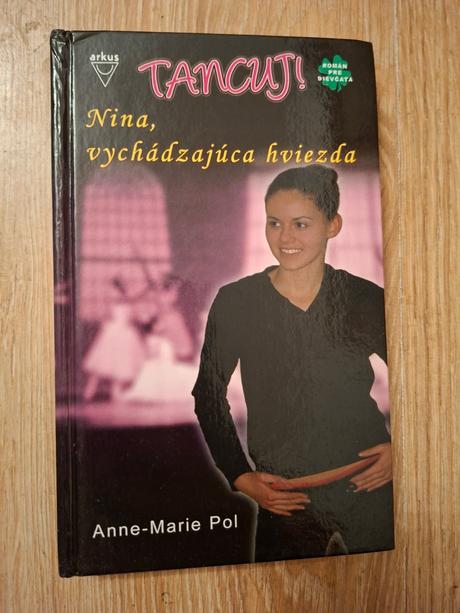 arkus
TANCUJ!
ROMÁN
PRE
DIEVČATÁ
Nina,
vychádzajúca hviezda
Anne-Marie Pol